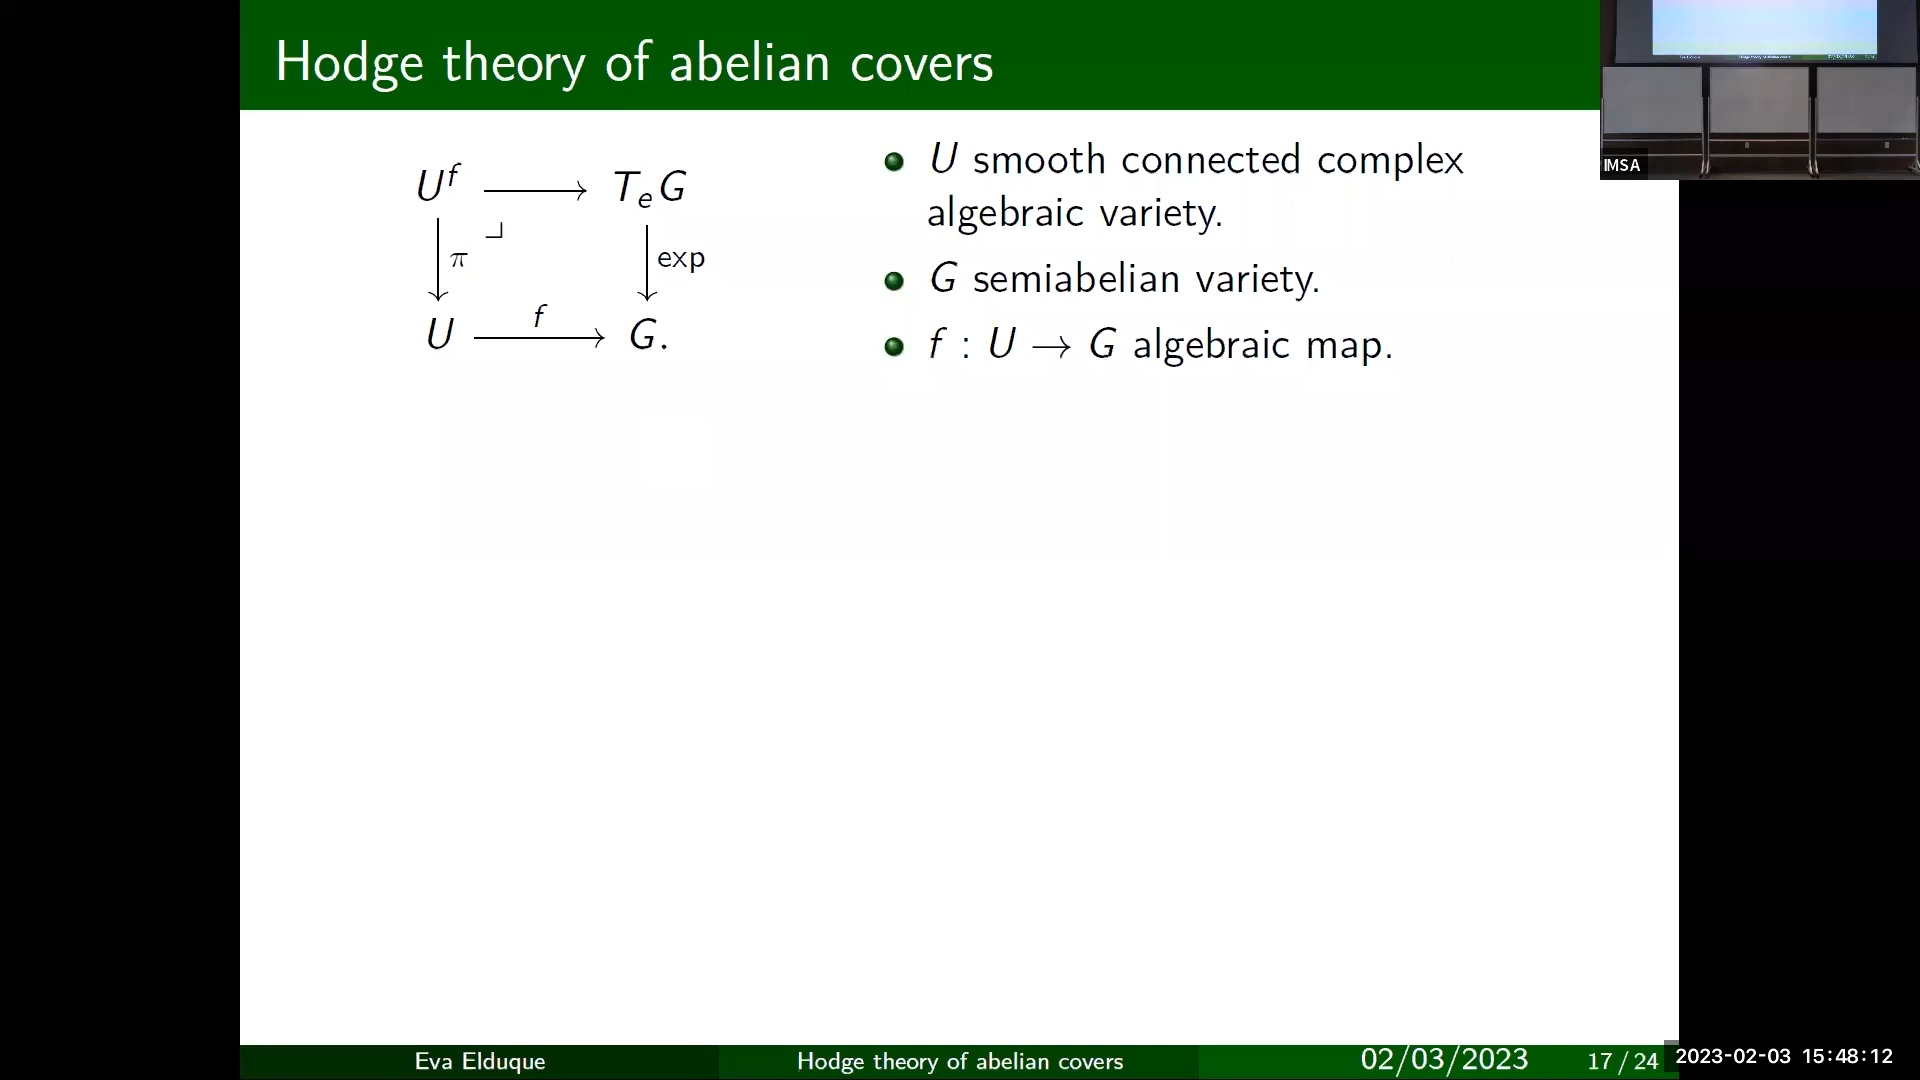 Hodge theory of abelian covers
U^f ⟶ T_eG
π
exp
f
U ⟶ G.
U smooth connected complex
algebraic variety.
G semiabelian variety.
f : U → G algebraic map.
IMSA
Eva Elduque
Hodge theory of abelian covers
02/03/2023
17 / 24
2023-02-03 15:48:12